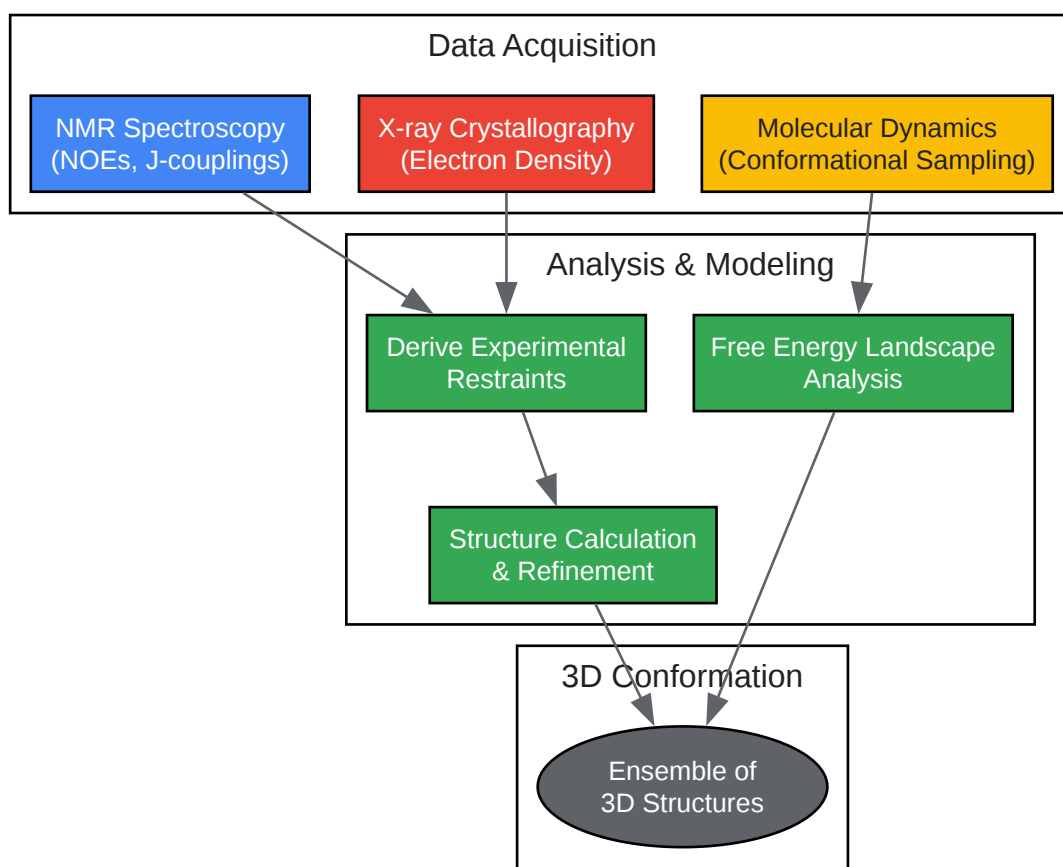 Data Acquisition
NMR Spectroscopy
(NOEs, J-couplings)
X-ray Crystallography
(Electron Density)
Molecular Dynamics
(Conformational Sampling)
Analysis & Modeling
Derive Experimental
Restraints
Free Energy Landscape
Analysis
Structure Calculation
& Refinement
3D Conformation
Ensemble of
3D Structures